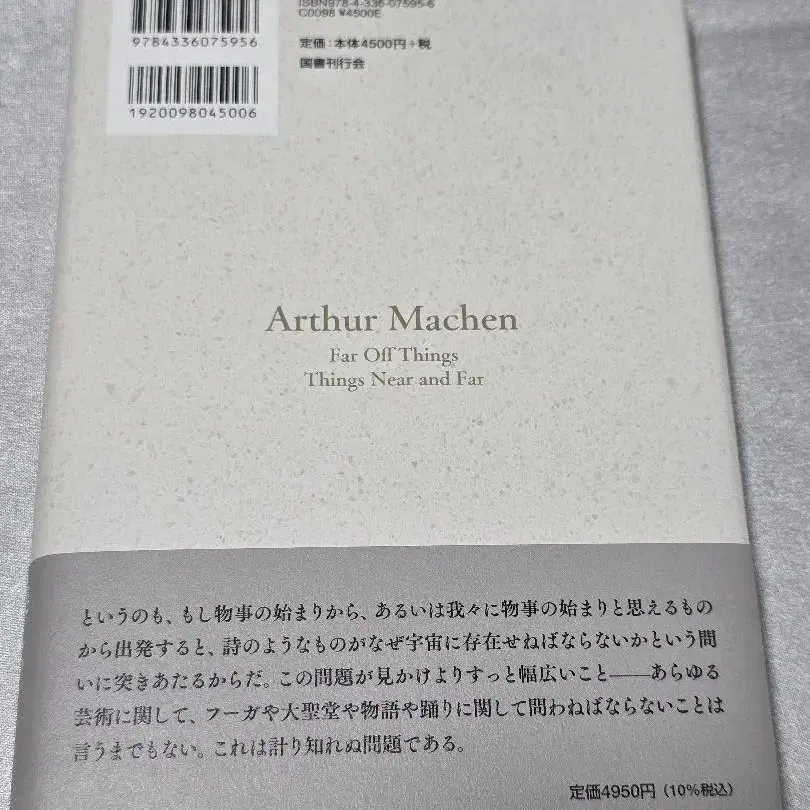 ISBN978-4-336-07595-6
C0098 ¥4500E
9784336075956
定価：本体4500円+税
国書刊行会
1920098045006
Arthur Machen
Far Off Things
Things Near and Far
というのも、もし物事の始まりから、あるいは我々に物事の始まりと思えるもの
から出発すると、詩のようなものがなぜ宇宙に存在せねばならないかという問
いに突きあたるからだ。この問題が見かけよりすっと幅広いこと――あらゆる
芸術に関して、フーガや大聖堂や物語や踊りに関して問わねばならないことは
言うまでもない。これは計り知れぬ問題である。
定価4950円（10%税込）